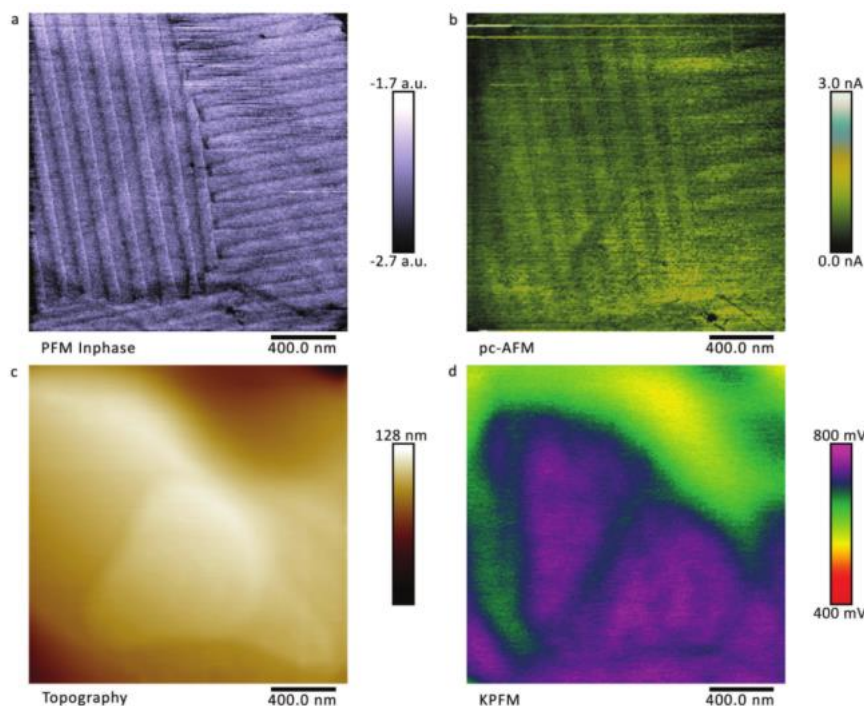 a
-1.7 a.u.
-2.7 a.u.
PFM Inphase
400.0 nm
b
3.0 nA
0.0 nA
pc-AFM
400.0 nm
c
128 nm
Topography
400.0 nm
d
800 mV
400 mV
KPFM
400.0 nm